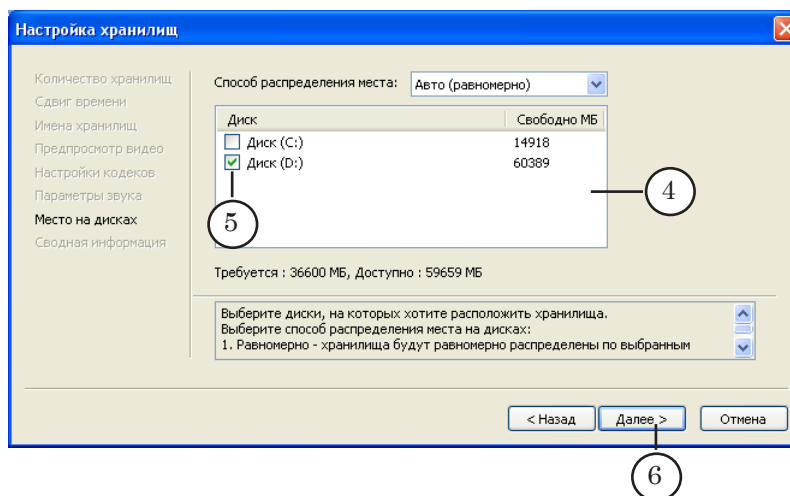 Настройка хранилищ
Количество хранилищ
Сдвиг времени
Имена хранилищ
Предпросмотр видео
Настройки кодеков
Параметры звука
Место на дисках
Сводная информация
Способ распределения места: Авто (равномерно)
Диск Свободно МБ
Диск (C:) 14918
Диск (D:) 60389
4
5
Требуется : 36600 МБ, Доступно : 59659 МБ
Выберите диски, на которых хотите расположить хранилища.
Выберите способ распределения места на дисках:
1. Равномерно - хранилища будут равномерно распределены по выбранным
< Назад Далее > Отмена
6